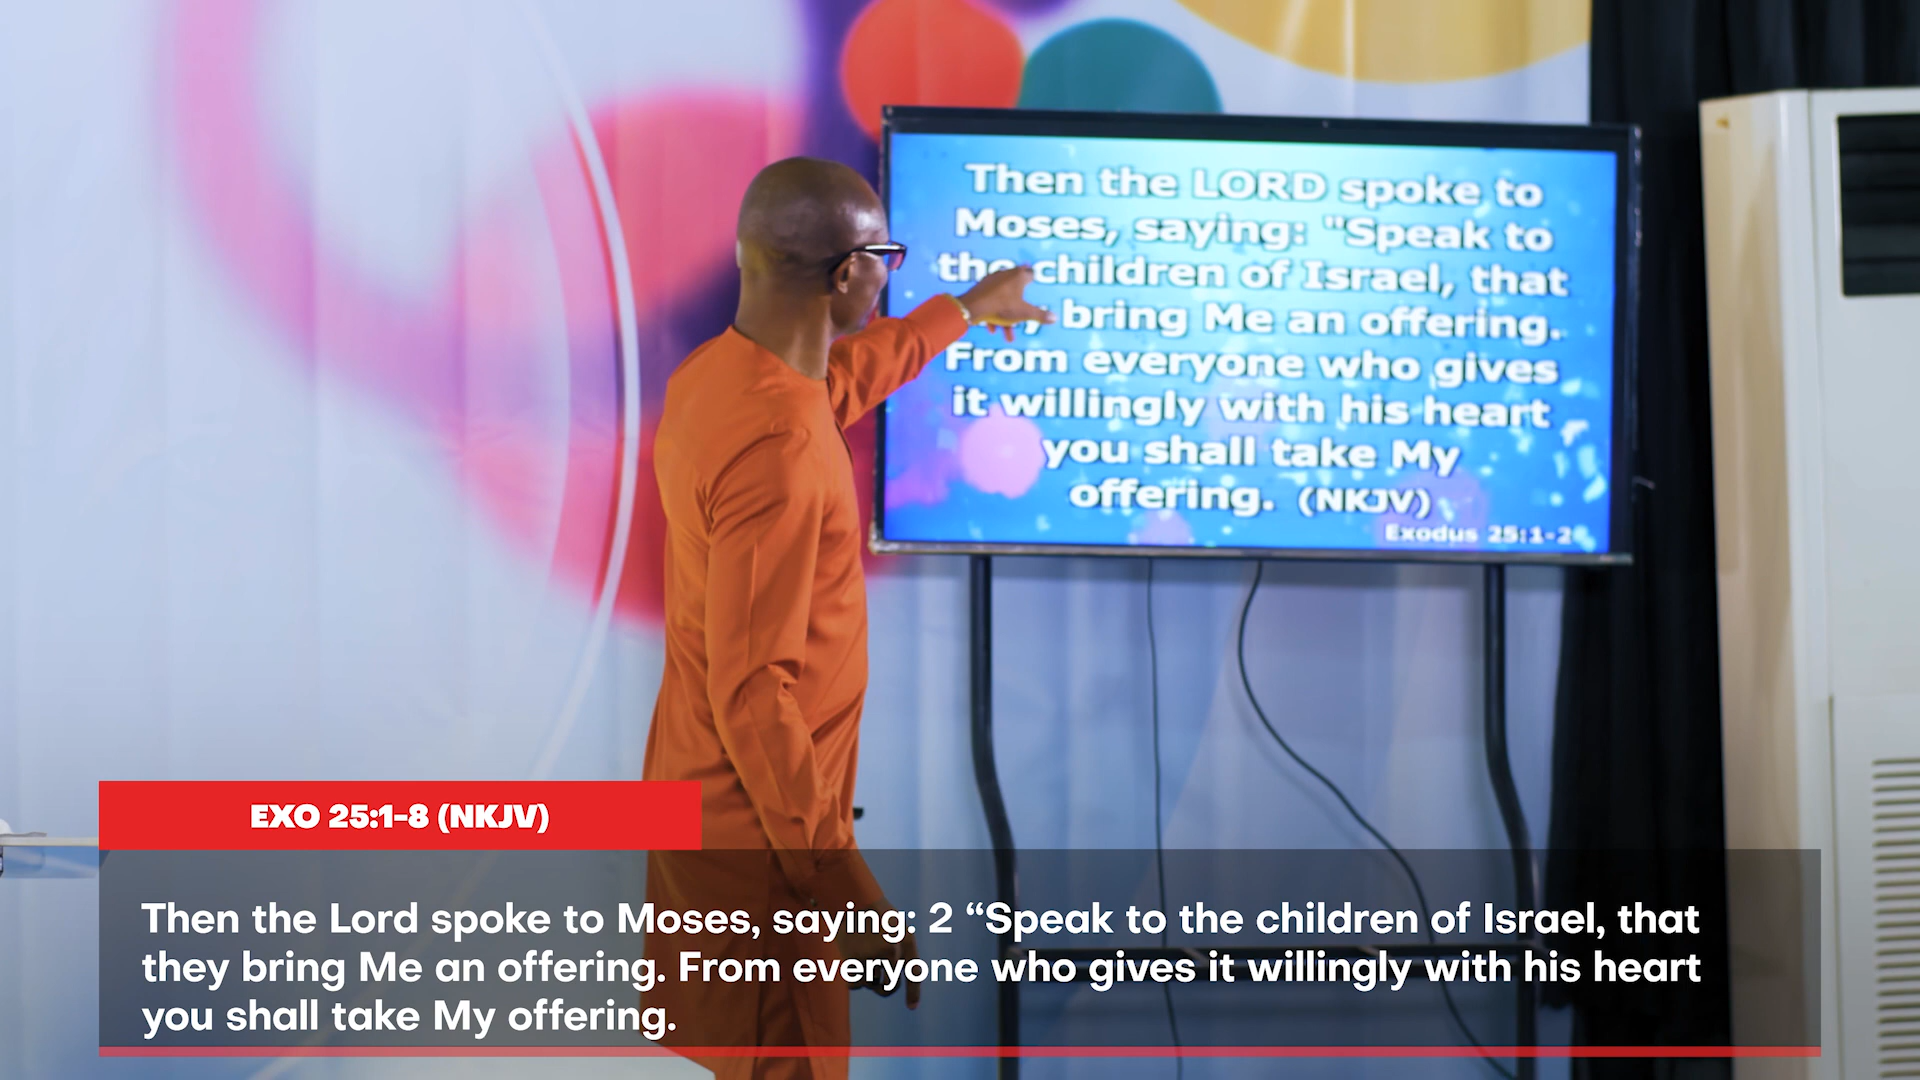 Then the LORD spoke to
Moses, saying: "Speak to
the children of Israel, that
bring Me an offering.
From everyone who gives
it willingly with his heart
you shall take My
offering. (NKJV)
Exodus 25:1-2
EXO 25:1-8 (NKJV)
Then the Lord spoke to Moses, saying: 2 “Speak to the children of Israel, that
they bring Me an offering. From everyone who gives it willingly with his heart
you shall take My offering.